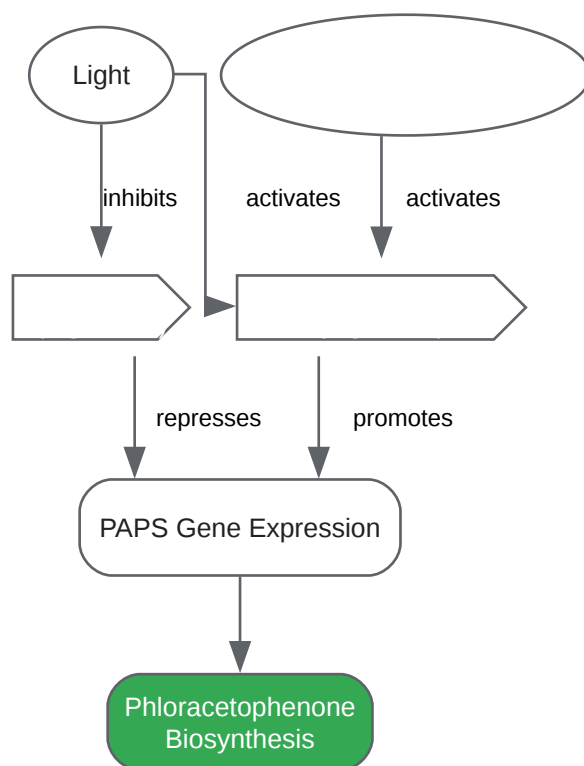 Light
inhibits
activates
activates
represses
promotes
PAPS Gene Expression
Phloracetophenone
Biosynthesis